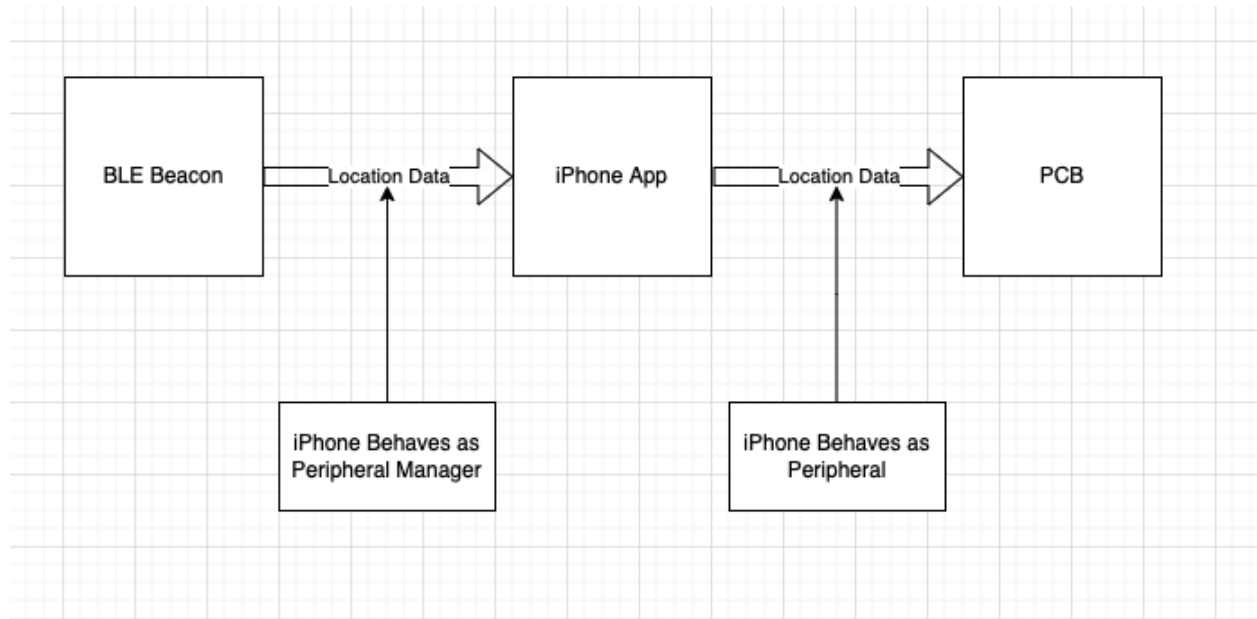 BLE Beacon
Location Data
iPhone App
Location Data
PCB
iPhone Behaves as
Peripheral Manager
iPhone Behaves as
Peripheral